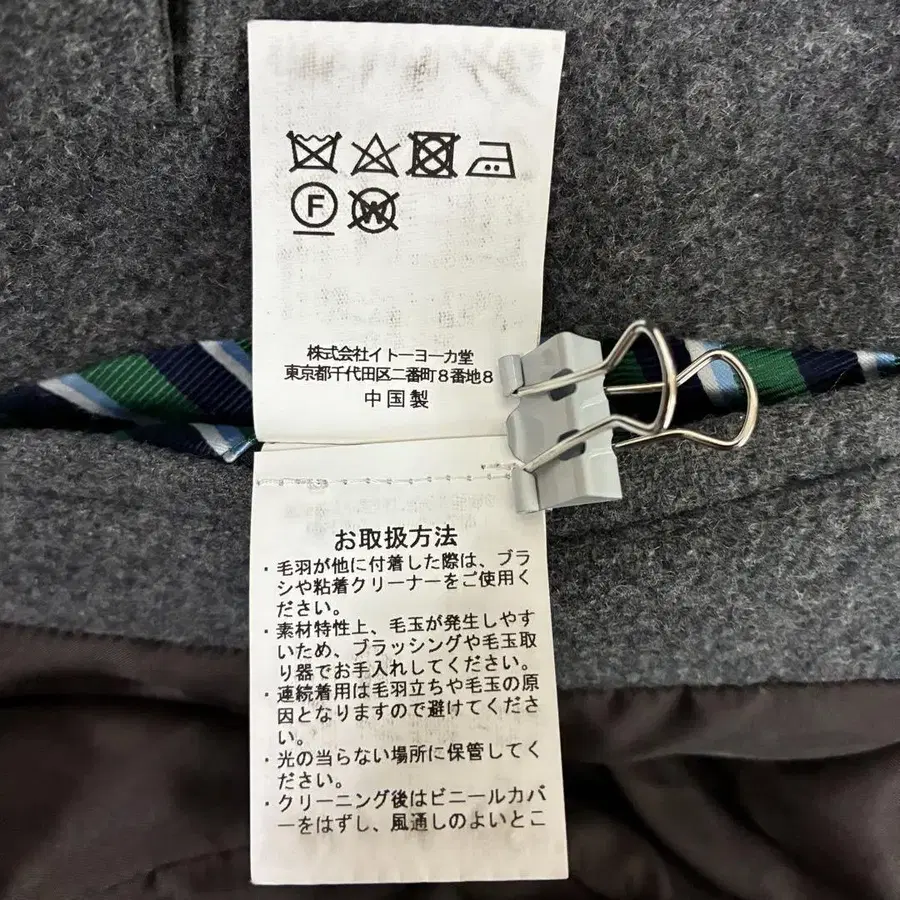 F W
株式会社イトーヨーカ堂
東京都千代田区二番町8番地8
中国製
お取扱方法
・毛羽が他に付着した際は、ブラ
シや粘着クリーナーをご使用く
ださい。
・素材特性上、毛玉が発生しやす
いため、ブラッシングや毛玉取
り器でお手入れしてください。
・連続着用は毛羽立ちや毛玉の原
因となりますので避けてくださ
い。
・光の当らない場所に保管してく
ださい。
・クリーニング後はビニールカバ
ーをはずし、風通しのよいとこ